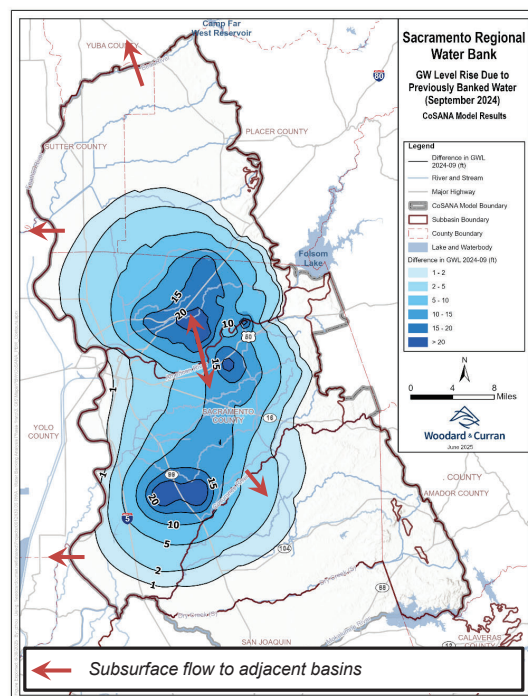 Camp Far
West Reservoir
YUBA COUNTY
80
PLACER COUNTY
SUTTER COUNTY
Folsom
Lake
15
20
10
80
15
1
SACRAMENTO
COUNTY
16
YOLO
COUNTY
1
99
15
20
5
10
5
2
1
104
COUNTY
AMADOR COUNTY
88
SAN JOAQUIN
CALAVERAS
COUNTY
Sacramento Regional
Water Bank
GW Level Rise Due to
Previously Banked Water
(September 2024)
CoSANA Model Results
Legend
Difference in GWL
2024-09 (ft)
River and Stream
Major Highway
CoSANA Model Boundary
Subbasin Boundary
County Boundary
Lake and Waterbody
Difference in GWL 2024-09 (ft)
1 - 2
2 - 5
5 - 10
10 - 15
15 - 20
> 20
N
0 4 8
Miles
Woodard & Curran
June 2025
Subsurface flow to adjacent basins